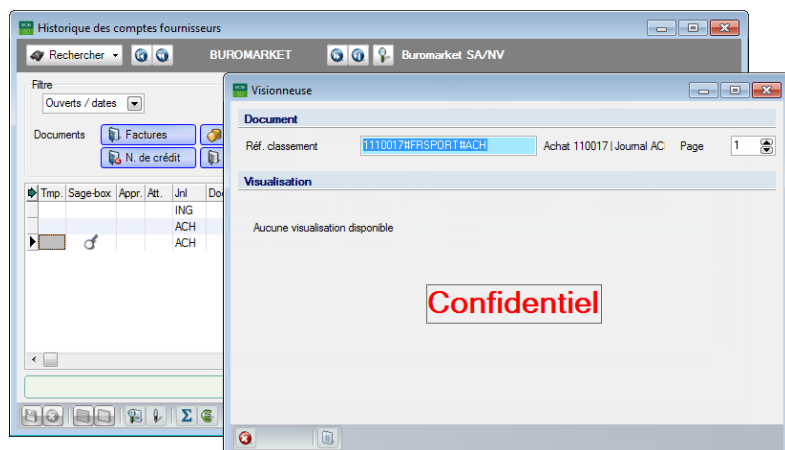 Historique des comptes fournisseurs
Rechercher
BUROMARKET
Buromarket SA/NV
Filtre
Ouverts / dates
Documents
Factures
N. de crédit
Tmp. Sage-box Appr. Att. Jnl
ING
ACH
ACH
Visionneuse
Document
Réf. classement 1110017#FRSPORT#ACH Achat 110017 | Journal AC Page 1
Visualisation
Aucune visualisation disponible
Confidentiel